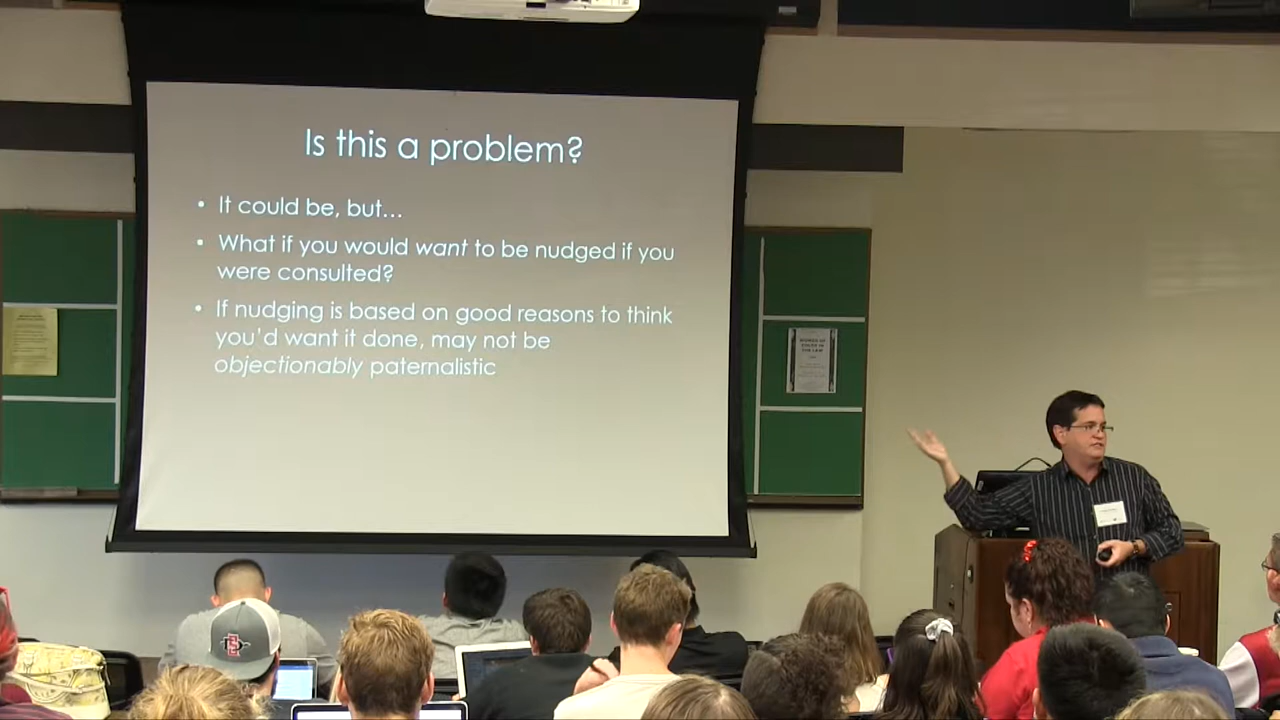 Is this a problem?
• It could be, but...
• What if you would want to be nudged if you
were consulted?
• If nudging is based on good reasons to think
you'd want it done, may not be
objectionably paternalistic